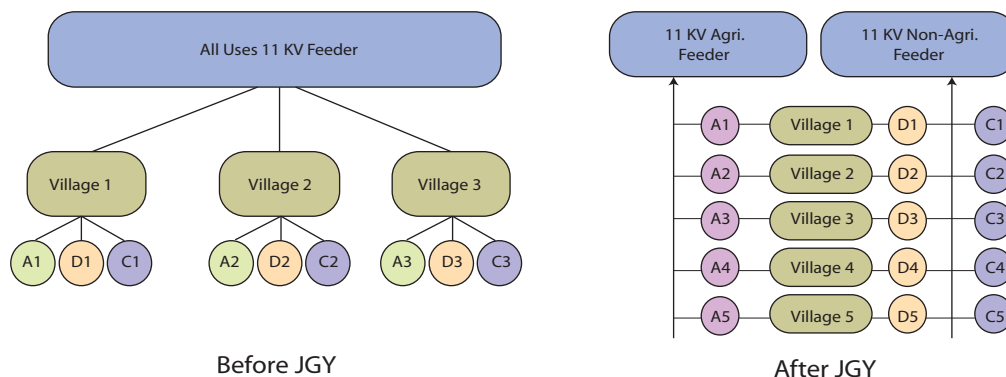 All Uses 11 KV Feeder
Village 1
Village 2
Village 3
A1 D1 C1
A2 D2 C2
A3 D3 C3
Before JGY
11 KV Agri.
Feeder
11 KV Non-Agri.
Feeder
A1 Village 1 D1 C1
A2 Village 2 D2 C2
A3 Village 3 D3 C3
A4 Village 4 D4 C4
A5 Village 5 D5 C5
After JGY